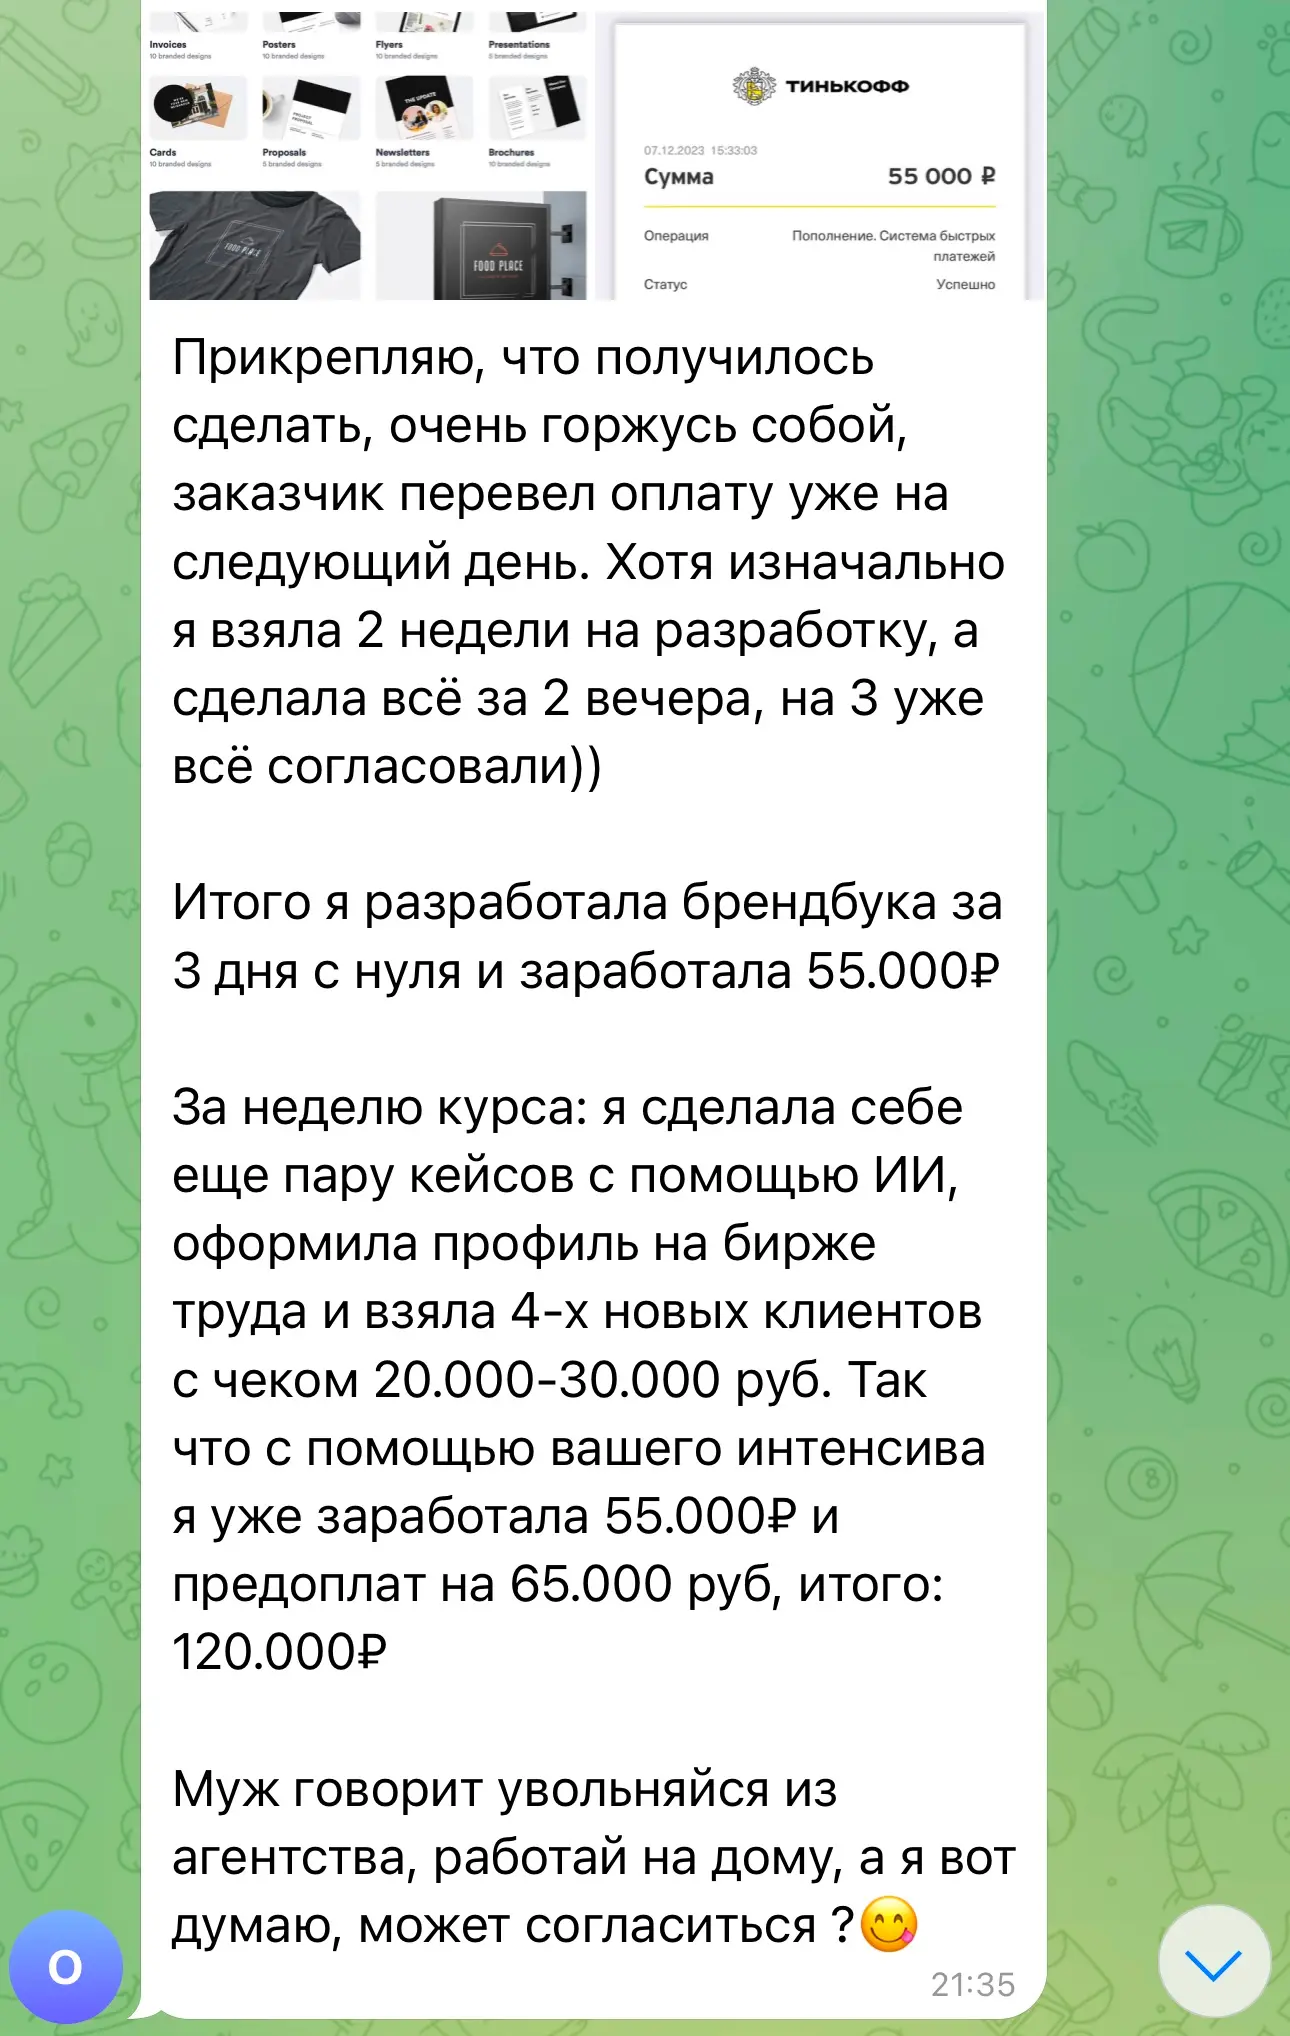 Invoices Posters Flyers Presentations
10 branded designs 10 branded designs 10 branded designs 5 branded designs
ТИНЬКОФФ
THE UPDATE
PROJECT PROPOSAL
07.12.2023 15:33:03
Cards Proposals Newsletters Brochures
10 branded designs 5 branded designs 5 branded designs 10 branded designs
Сумма 55 000 ₽
Операция Пополнение. Система быстрых
платежей
FOOD PLACE
FOOD PLACE
Статус Успешно
Прикрепляю, что получилось
сделать, очень горжусь собой,
заказчик перевел оплату уже на
следующий день. Хотя изначально
я взяла 2 недели на разработку, а
сделала всё за 2 вечера, на 3 уже
всё согласовали))
Итого я разработала брендбука за
3 дня с нуля и заработала 55.000₽
За неделю курса: я сделала себе
еще пару кейсов с помощью ИИ,
оформила профиль на бирже
труда и взяла 4-х новых клиентов
с чеком 20.000-30.000 руб. Так
что с помощью вашего интенсива
я уже заработала 55.000₽ и
предоплат на 65.000 руб, итого:
120.000₽
Муж говорит увольняйся из
агентства, работай на дому, а я вот
думаю, может согласиться ?😋
О
21:35